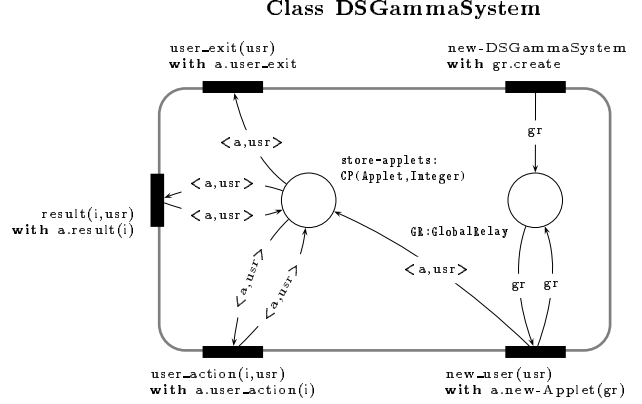 Class DSGammaSystem
user_exit(usr)
with a.user_exit
new-DSGammaSystem
with gr.create
gr
<a,usr>
store-applets:
CP(Applet,Integer)
<a,usr>
<a,usr>
result(i,usr)
with a.result(i)
GR:GlobalRelay
<a,usr>
<a,usr>
<a,usr>
gr
gr
user_action(i,usr)
with a.user_action(i)
new_user(usr)
with a.new-Applet(gr)